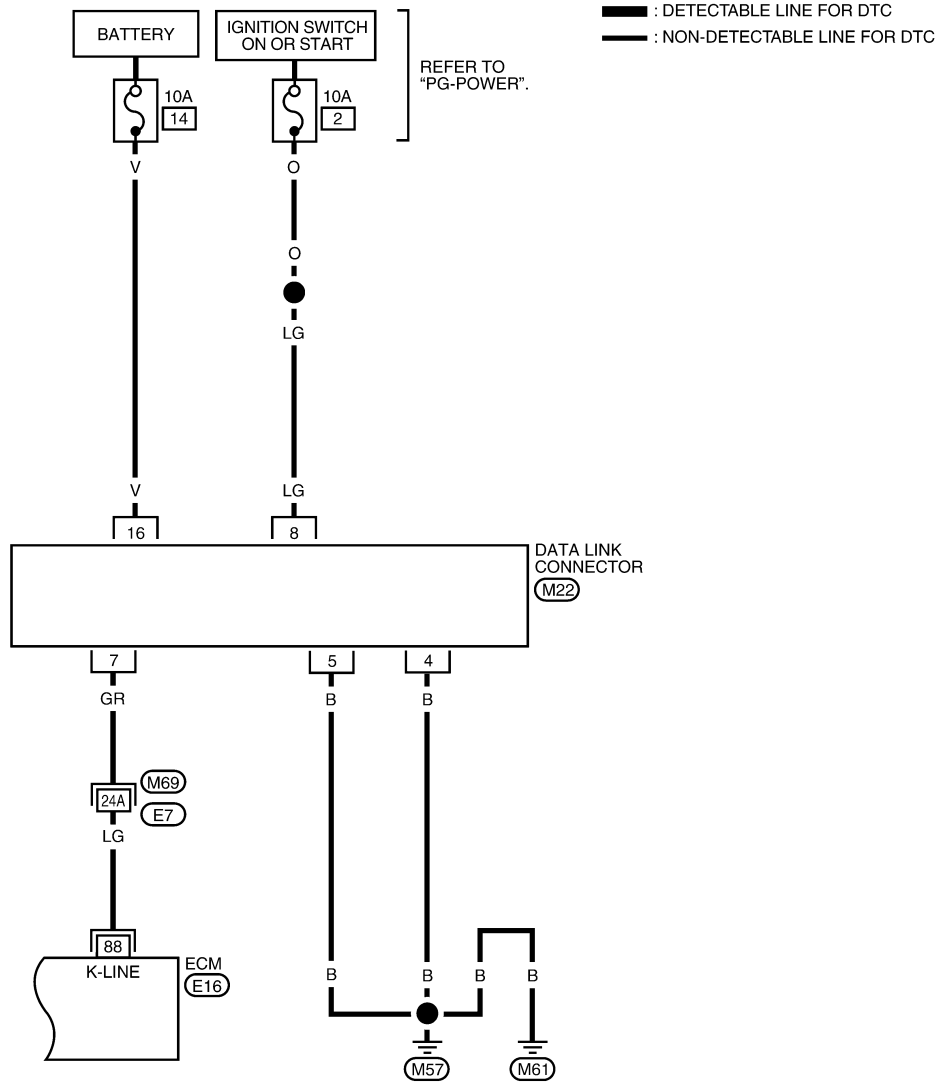 BATTERY
IGNITION SWITCH
ON OR START
: DETECTABLE LINE FOR DTC
: NON-DETECTABLE LINE FOR DTC
REFER TO
“PG-POWER”.
10A
14
10A
2
V
O
O
LG
V
LG
16
8
DATA LINK
CONNECTOR
M22
7
5
4
GR
B
B
M69
24A
E7
LG
88
K-LINE
ECM
E16
B
B
B
B
M57
M61